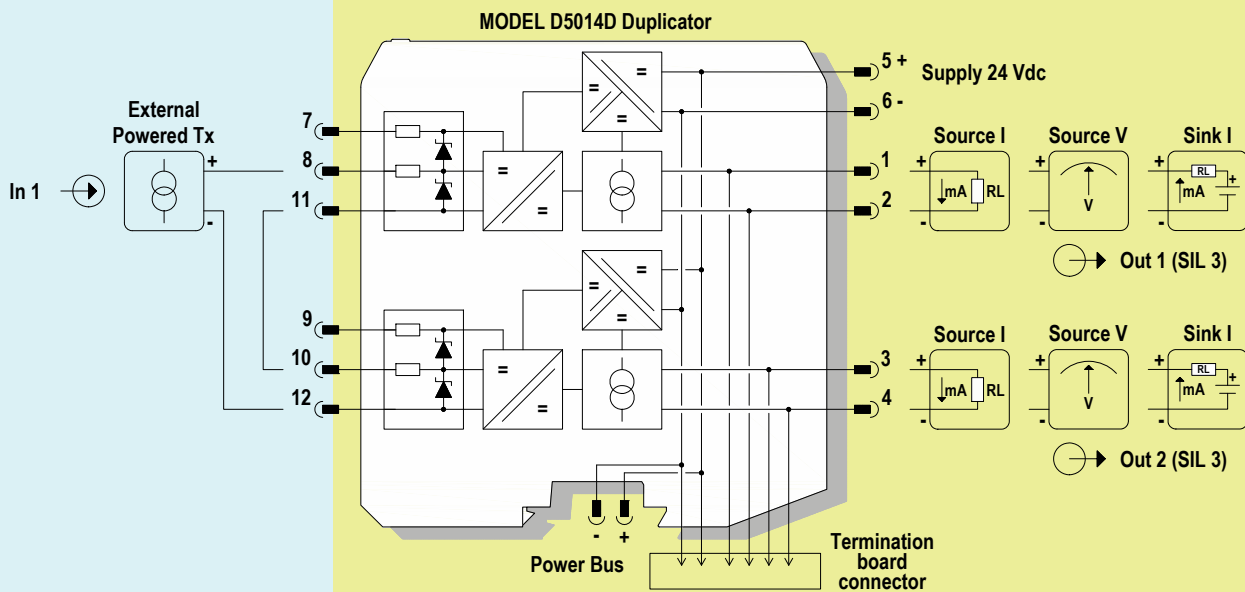 MODEL D5014D Duplicator
5 +
Supply 24 Vdc
6 -
External
Powered Tx
In 1
+
-
7
8
11
=
=
=
=
=
1
2
Source I
+
mA
RL
-
Source V
+
V
-
Sink I
+
RL
+
mA
-
Out 1 (SIL 3)
9
10
12
=
=
=
=
=
3
4
Source I
+
mA
RL
-
Source V
+
V
-
Sink I
+
RL
+
mA
-
Out 2 (SIL 3)
- +
Power Bus
Termination
board
connector